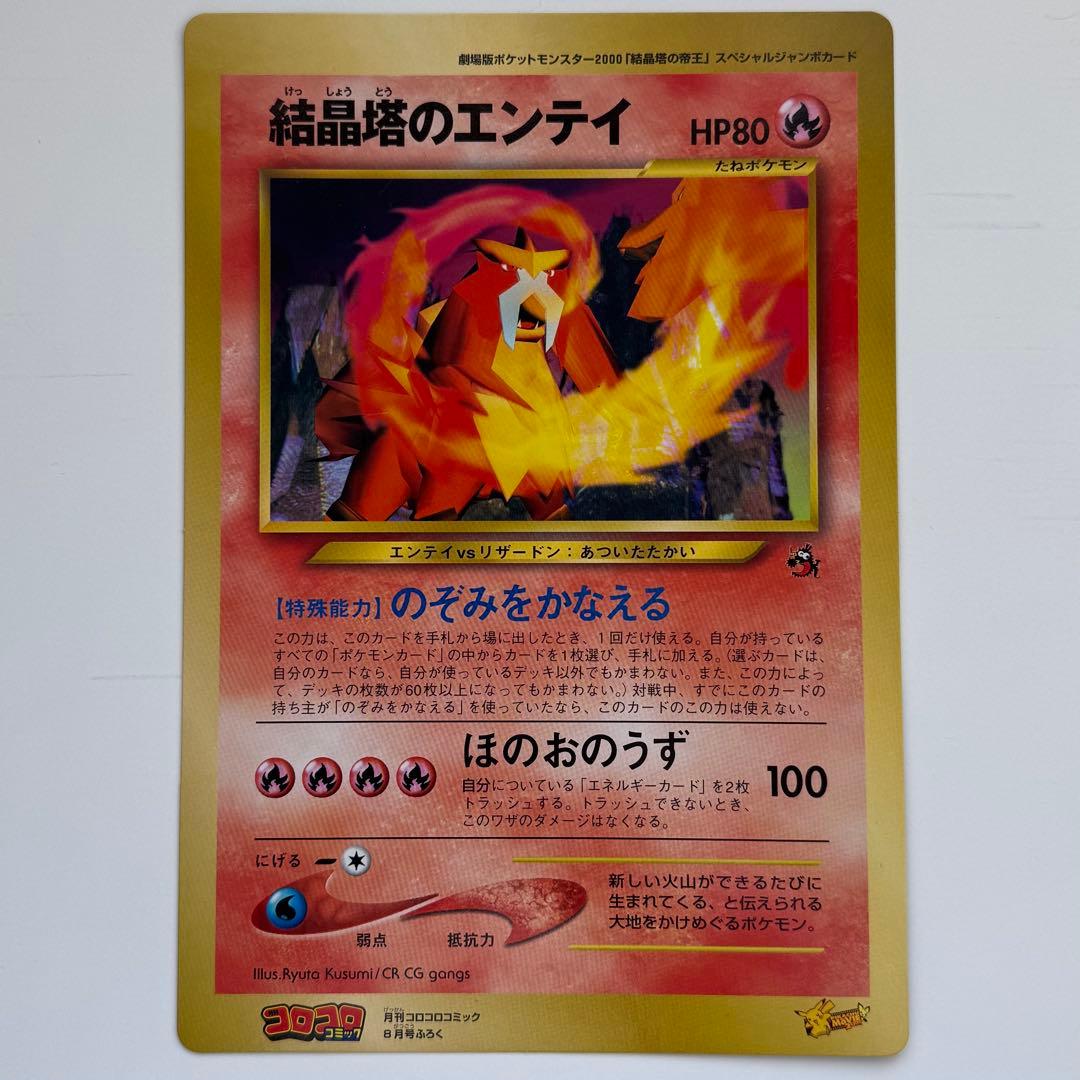 劇場版ポケットモンスター2000「結晶塔の帝王」スペシャルジャンボカード
けっ しょう とう
結晶塔のエンテイ HP80
たねポケモン
エンテイvsリザードン：あついたたかい
【特殊能力】のぞみをかなえる
この力は、このカードを手札から場に出したとき、1回だけ使える。自分が持っている
すべての「ポケモンカード」の中からカードを1枚選び、手札に加える。（選ぶカードは、
自分のカードなら、自分が使っているデッキ以外でもかまわない。また、この力によっ
て、デッキの枚数が60枚以上になってもかまわない。）対戦中、すでにこのカードの
持ち主が「のぞみをかなえる」を使っていたなら、このカードのこの力は使えない。
ほのおのうず 100
自分についている「エネルギーカード」を2枚
トラッシュする。トラッシュできないとき、
このワザのダメージはなくなる。
にげる
弱点 抵抗力
新しい火山ができるたびに
生まれてくる、と伝えられる
大地をかけめぐるポケモン。
Illus.Ryuta Kusumi/CR CG gangs
コロコロ
コミック
げっかん
月刊コロコロコミック
がつごう
8月号ふろく
MOVIE